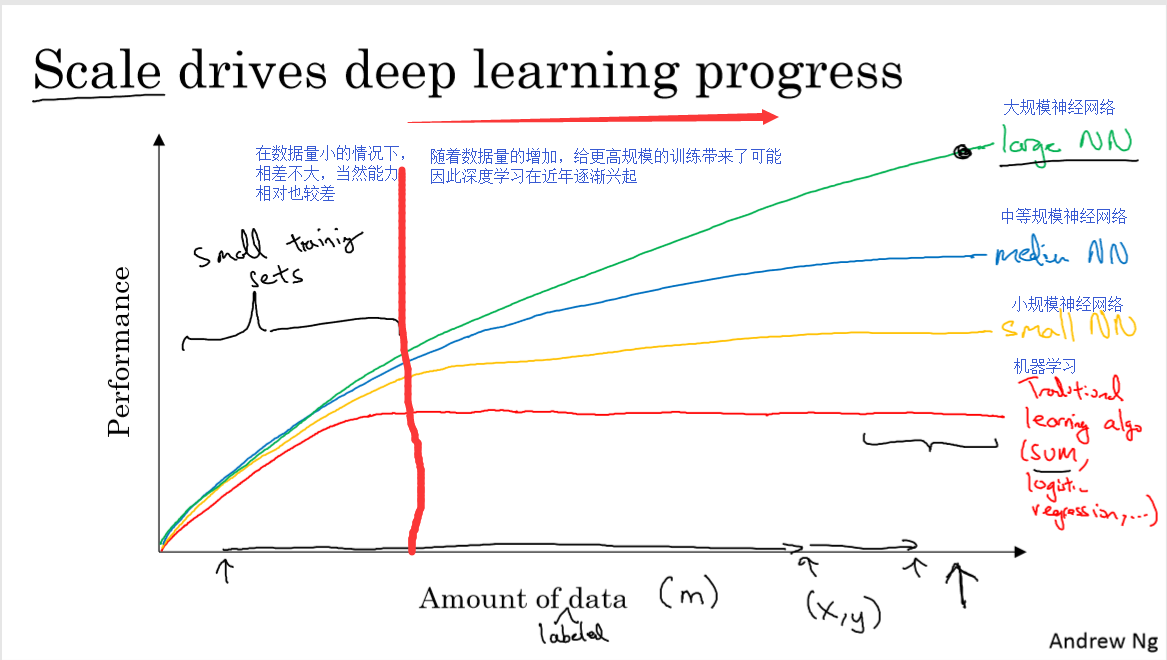 Scale drives deep learning progress
大规模神经网络
large NN
在数据量小的情况下，
相差不大，当然能力
相对也较差
随着数据量的增加，给更高规模的训练带来了可能
因此深度学习在近年逐渐兴起
中等规模神经网络
medium NN
small training
sets
小规模神经网络
small NN
机器学习
Traditional
learning algo
(SVM,
logistic
regression,...)
Performance
Amount of data (m)
labeled
(x,y)
Andrew Ng